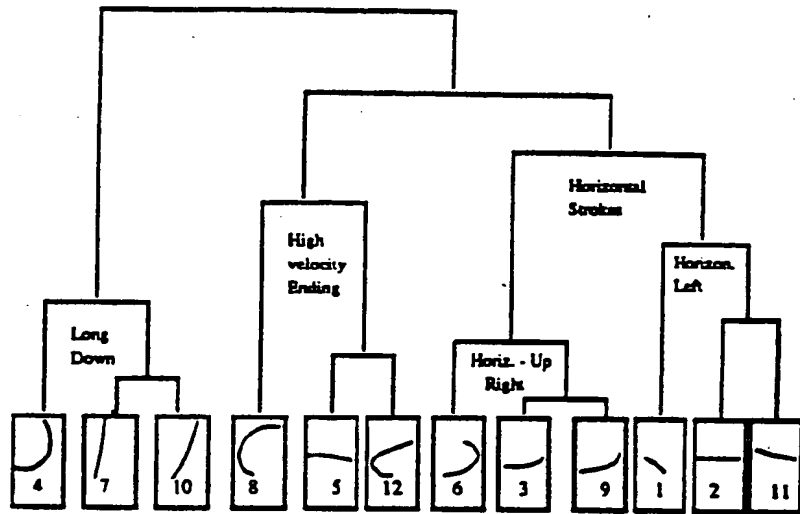 Horizontal
Strokes
High
velocity
Ending
Horizon.
Left
Long
Down
Horiz. - Up
Right
4 7 10 8 5 12 6 3 9 1 2 11